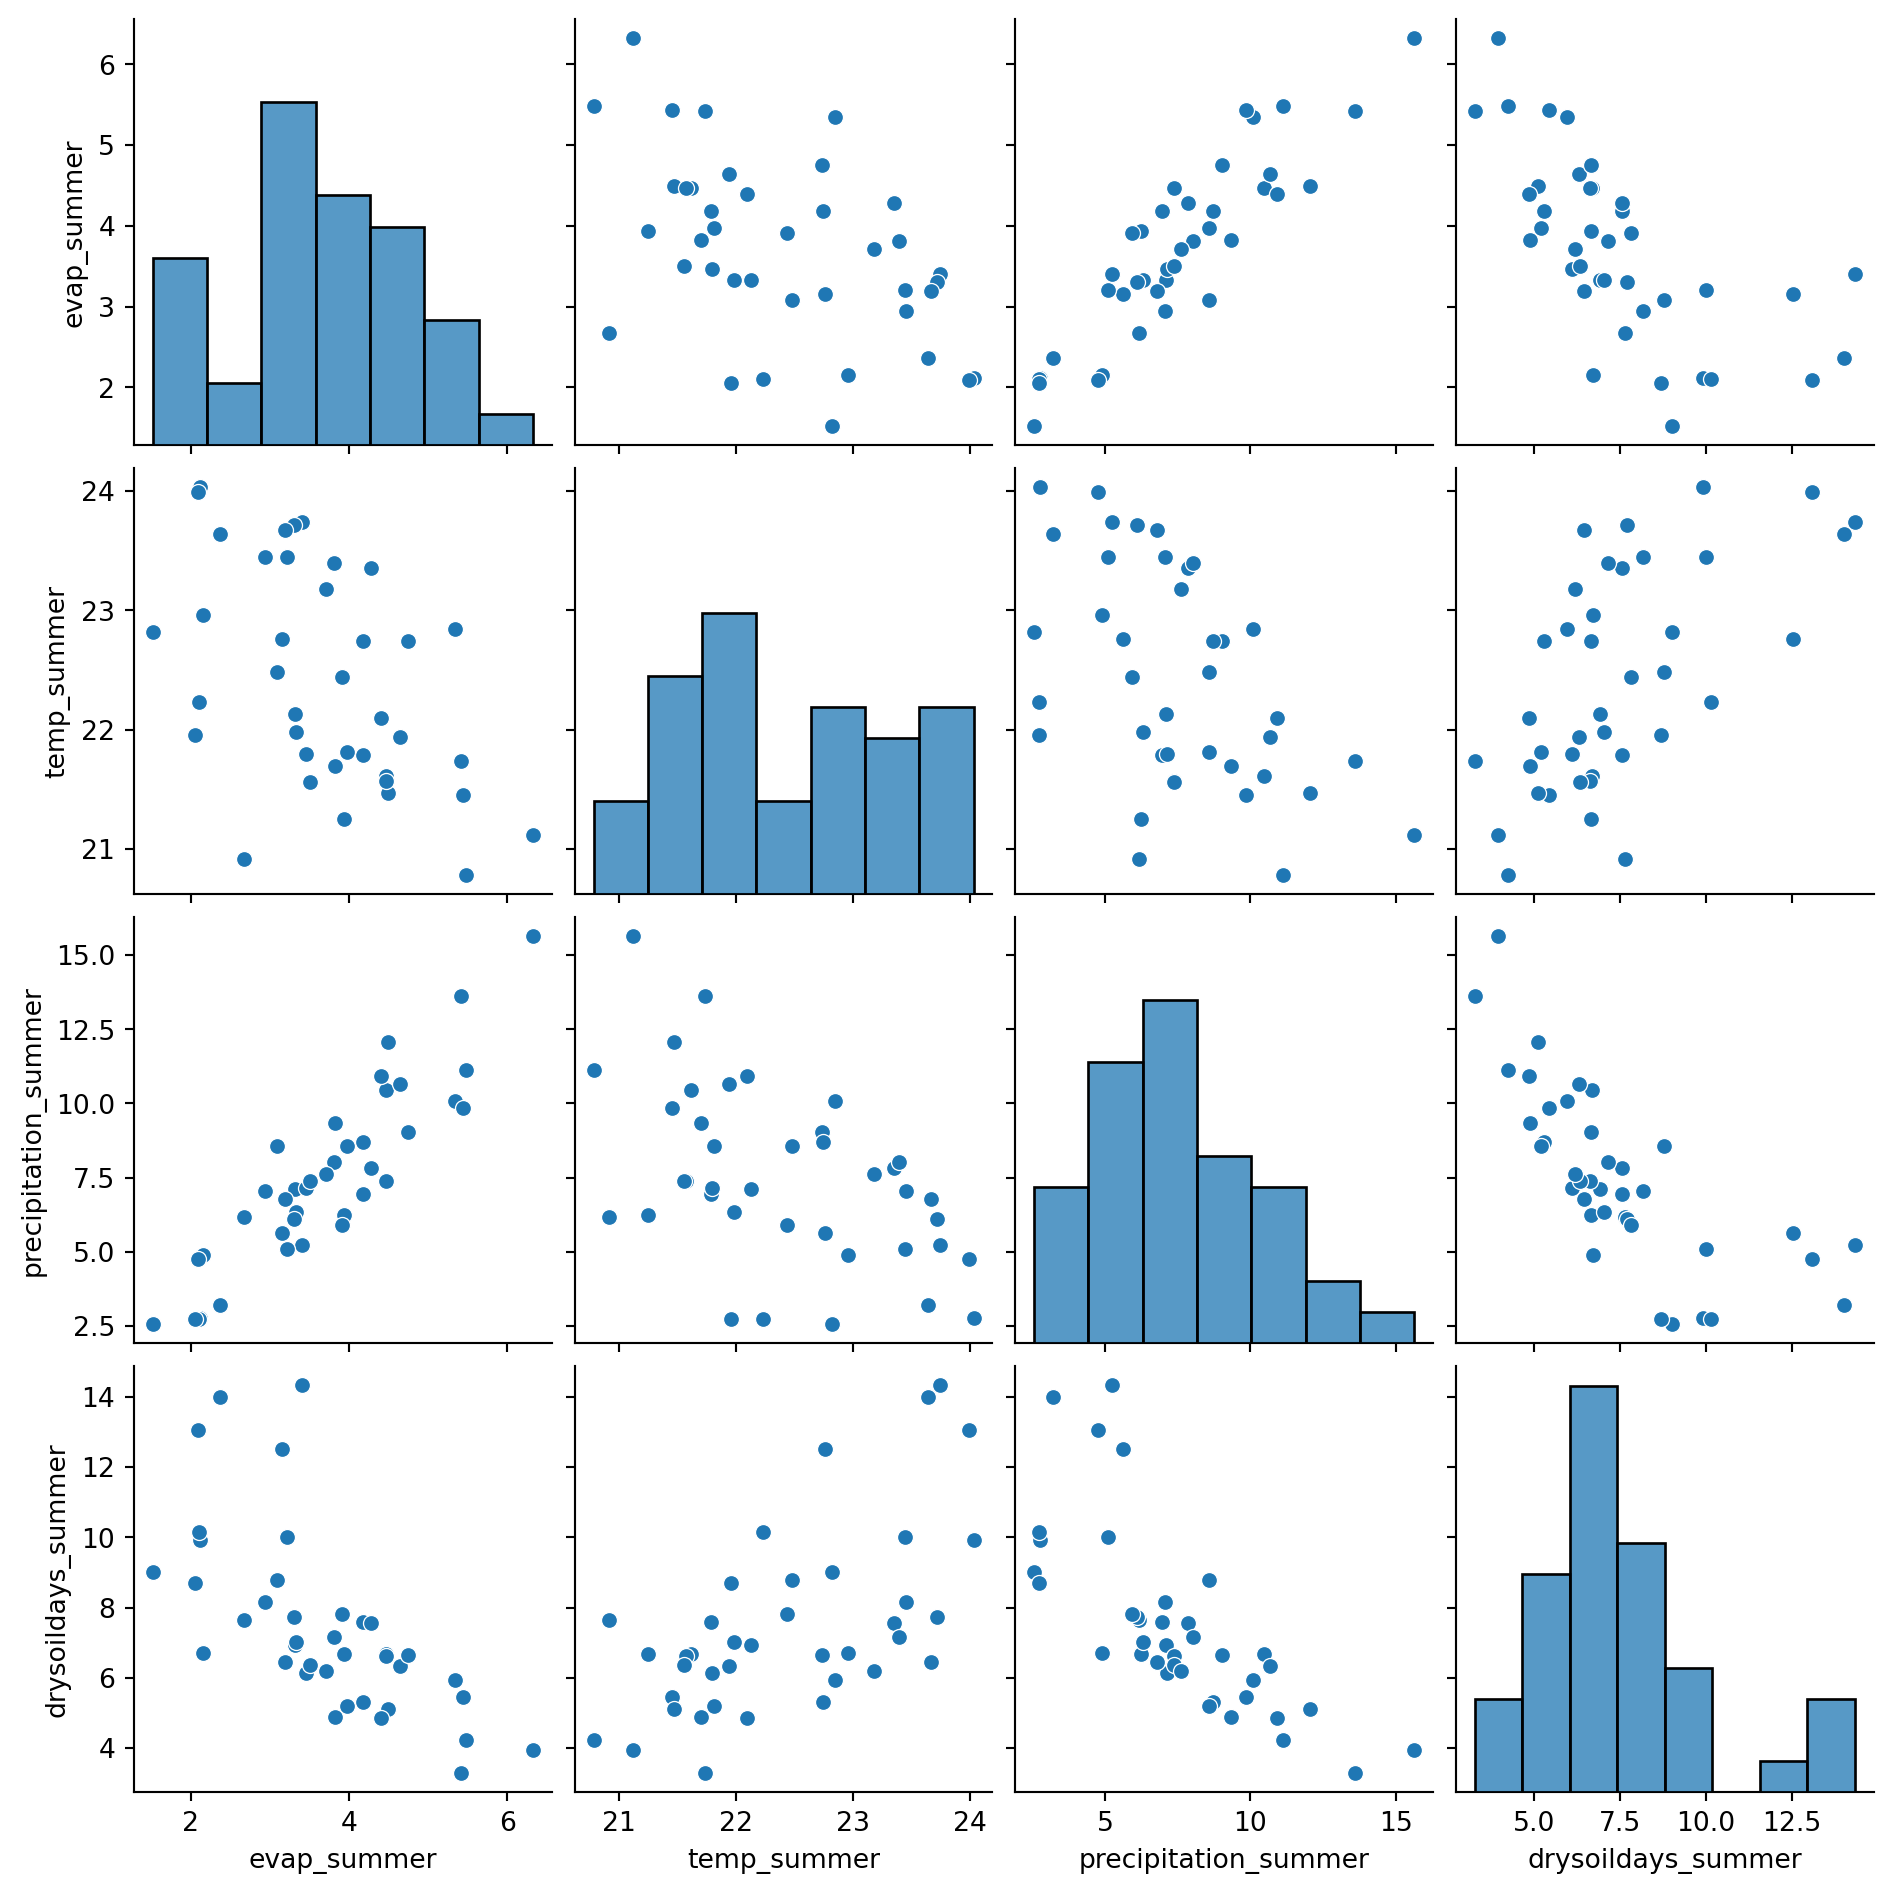 6
5
4
3
2
evap_summer
24
23
22
21
temp_summer
15.0
12.5
10.0
7.5
5.0
2.5
precipitation_summer
14
12
10
8
6
4
drysoildays_summer
2 4 6
21 22 23 24
5 10 15
5.0 7.5 10.0 12.5
evap_summer
temp_summer
precipitation_summer
drysoildays_summer